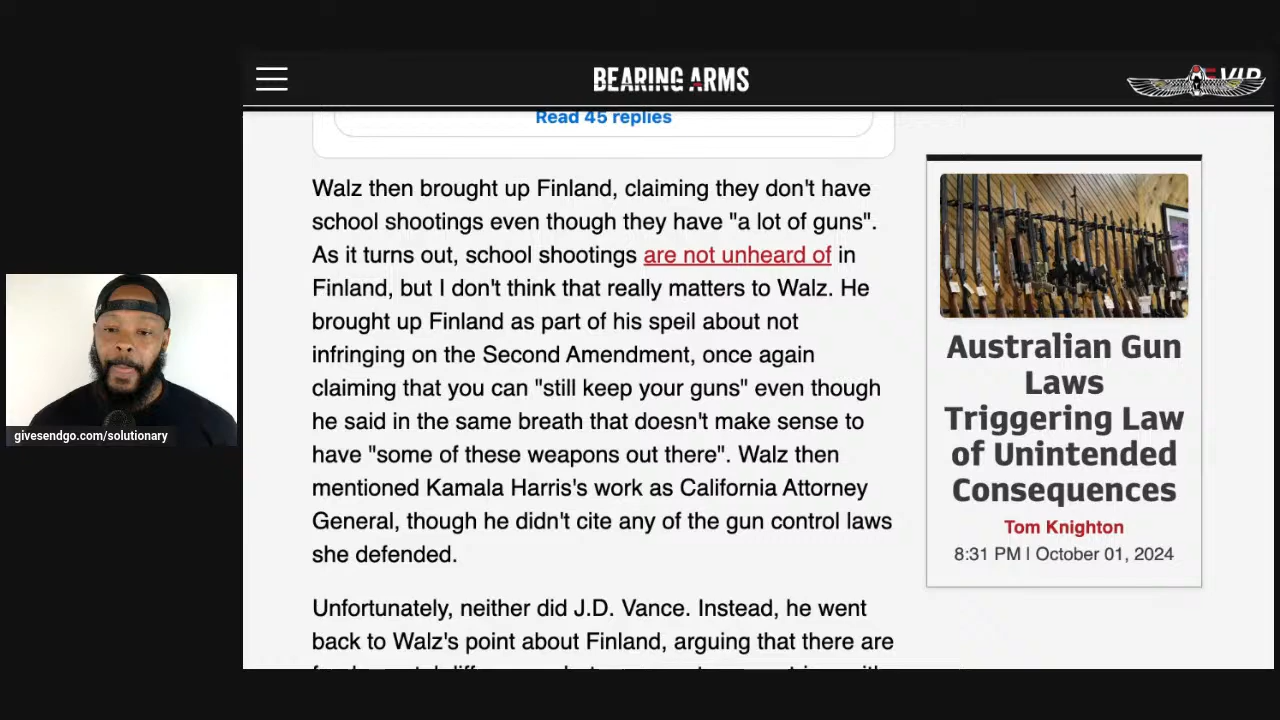 BEARING ARMS
VIP
Read 45 replies
Walz then brought up Finland, claiming they don't have
school shootings even though they have "a lot of guns".
As it turns out, school shootings are not unheard of in
Finland, but I don't think that really matters to Walz. He
brought up Finland as part of his speil about not
infringing on the Second Amendment, once again
claiming that you can "still keep your guns" even though
he said in the same breath that doesn't make sense to
have "some of these weapons out there". Walz then
mentioned Kamala Harris's work as California Attorney
General, though he didn't cite any of the gun control laws
she defended.
Unfortunately, neither did J.D. Vance. Instead, he went
back to Walz's point about Finland, arguing that there are
Australian Gun
Laws
Triggering Law
of Unintended
Consequences
Tom Knighton
8:31 PM | October 01, 2024
givesendgo.com/solutionary